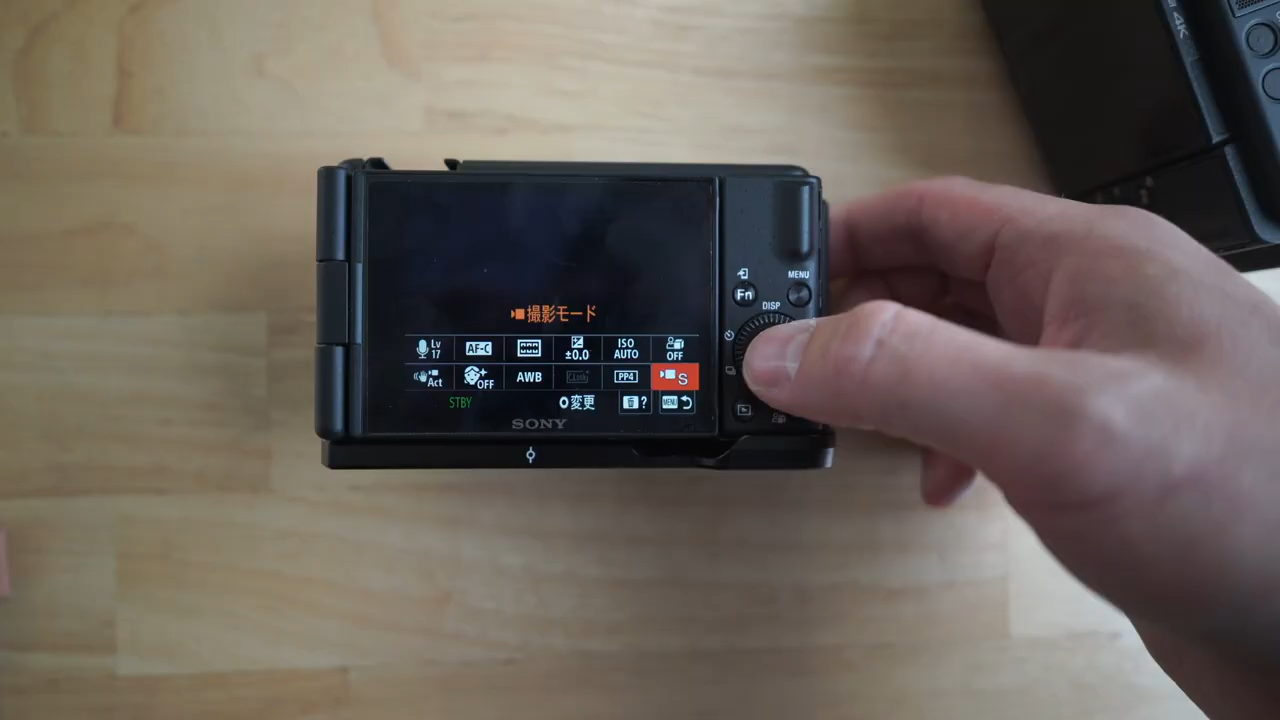 4K
MENU
Fn
DISP
撮影モード
Lv 17
AF-C
±0.0
ISO AUTO
OFF
Act
OFF
AWB
PP4
S
STBY
変更
?
MENU
SONY